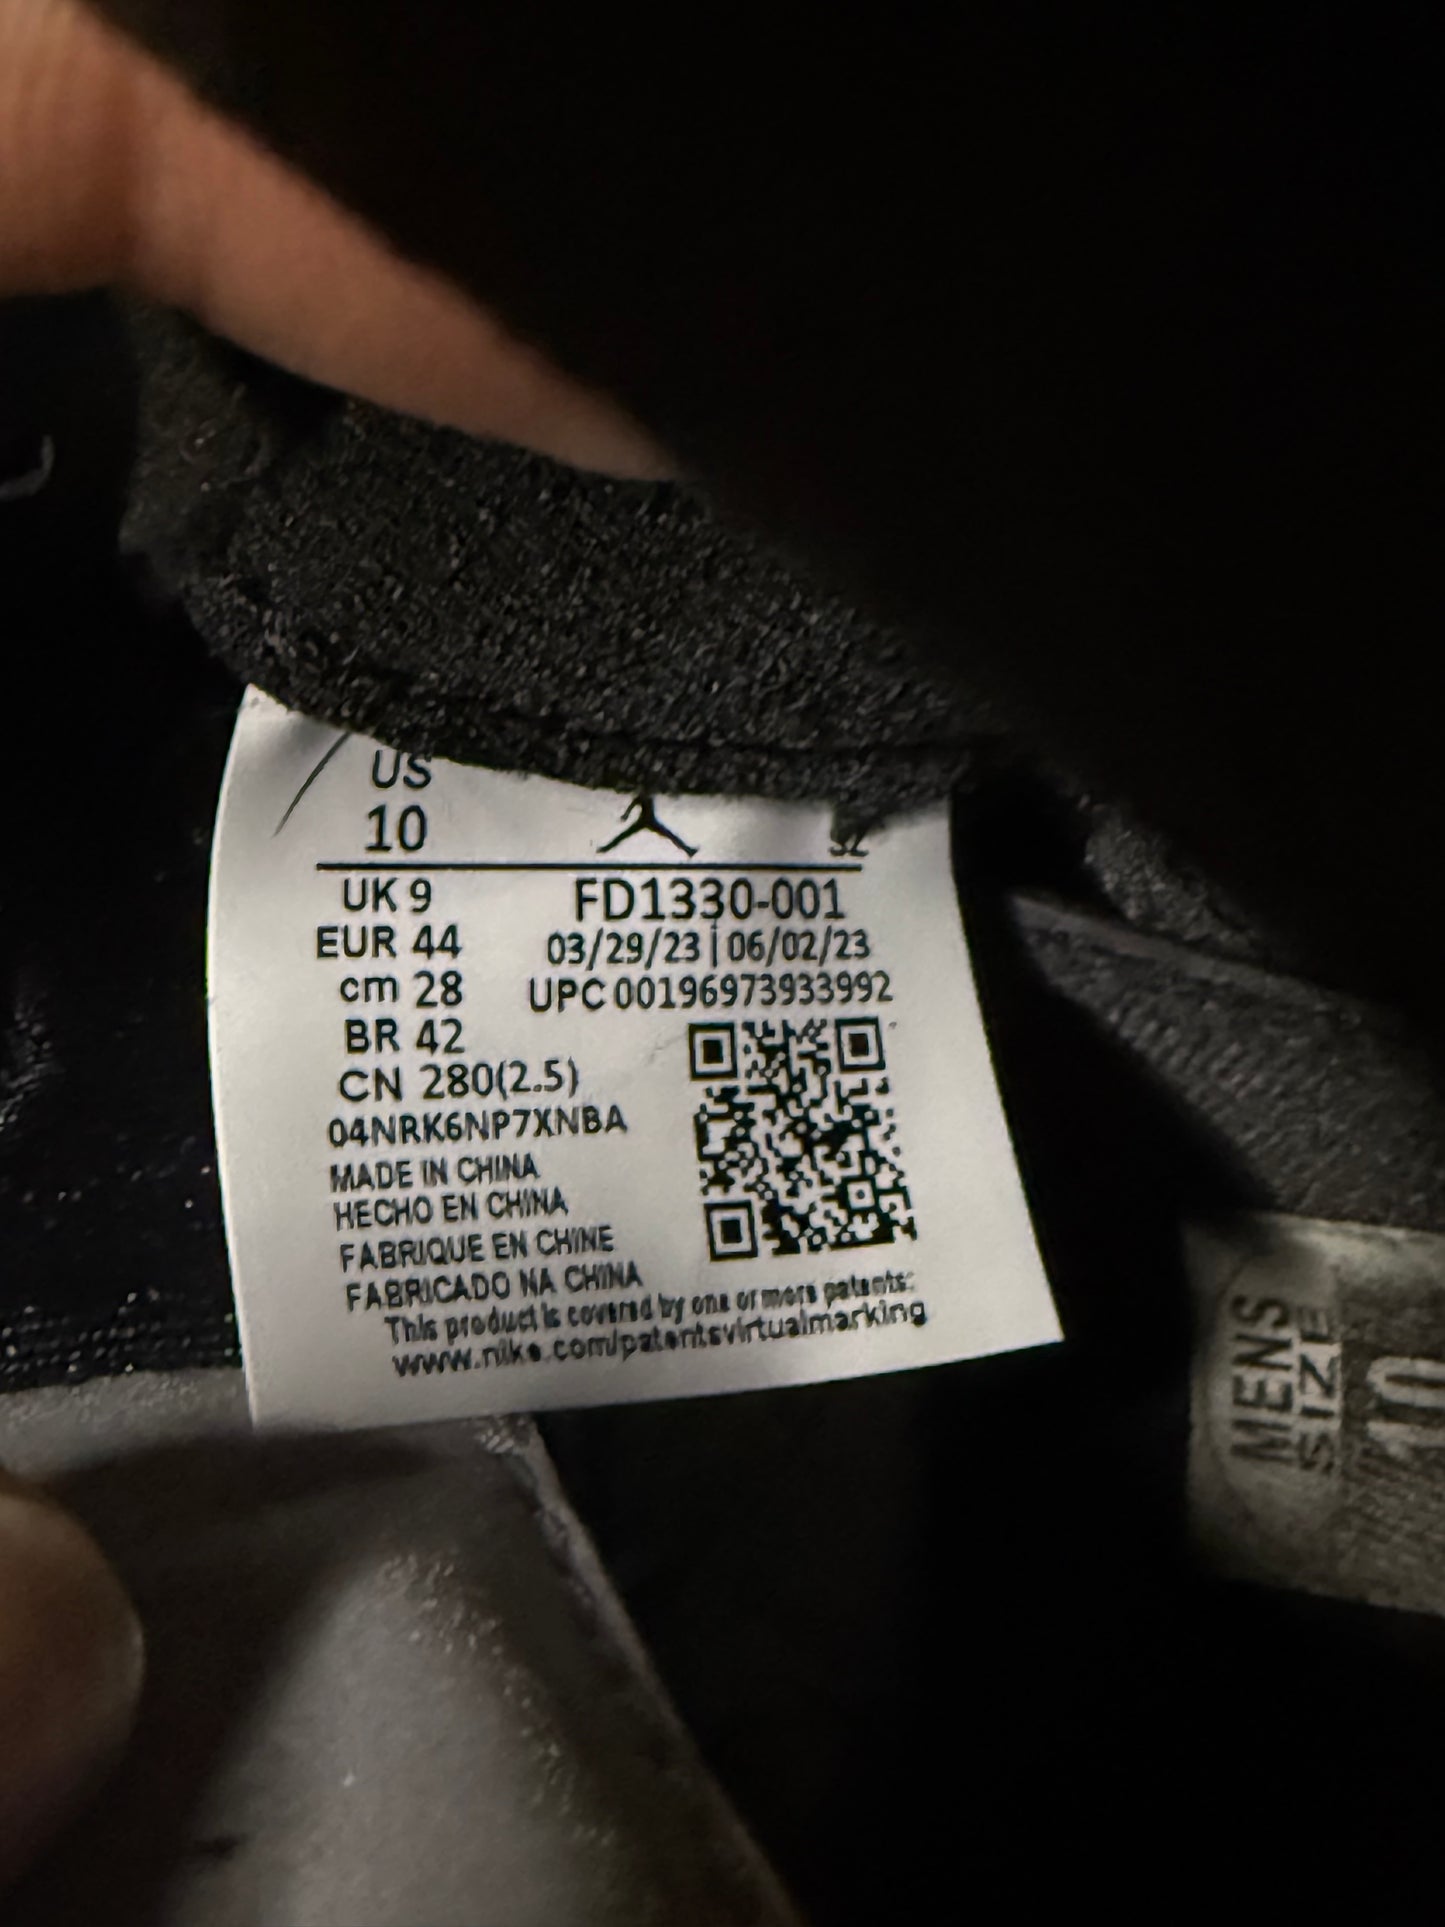 US
10
UK 9
EUR 44
cm 28
BR 42
CN 280(2.5)
FD1330-001
03/29/23 | 06/02/23
UPC 00196973933992
04NRK6NP7XNBA
MADE IN CHINA
HECHO EN CHINA
FABRIQUE EN CHINE
FABRICADO NA CHINA
This product is covered by one or more patents:
www.nike.com/patentsvirtualmarking
MENS
SIZE
10